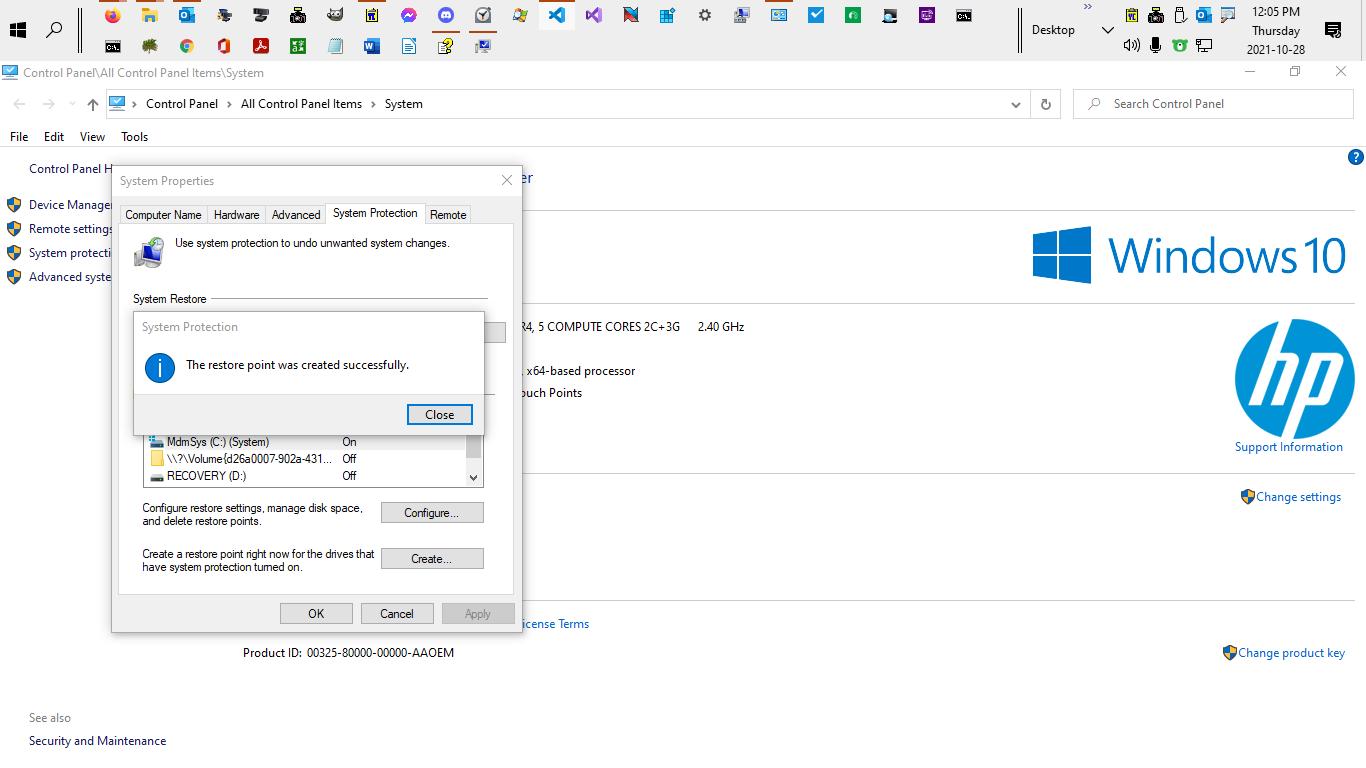 12:05 PM
Desktop
Thursday
2021-10-28
Control Panel\All Control Panel Items\System
Control Panel > All Control Panel Items > System
Search Control Panel
File Edit View Tools
Control Panel H
System Properties
er
Device Manage
Computer Name Hardware Advanced System Protection Remote
Remote settings
Use system protection to undo unwanted system changes.
System protecti
Windows 10
Advanced syste
System Restore
System Protection
R4, 5 COMPUTE CORES 2C+3G 2.40 GHz
The restore point was created successfully.
, x64-based processor
hp
ouch Points
Close
MdmSys (C:) (System) On
Support Information
\\?\Volume{d26a0007-902a-431... Off
RECOVERY (D:) Off
Change settings
Configure restore settings, manage disk space,
and delete restore points.
Configure...
Create a restore point right now for the drives that
have system protection turned on.
Create...
OK Cancel Apply
icense Terms
Product ID: 00325-80000-00000-AAOEM
Change product key
See also
Security and Maintenance